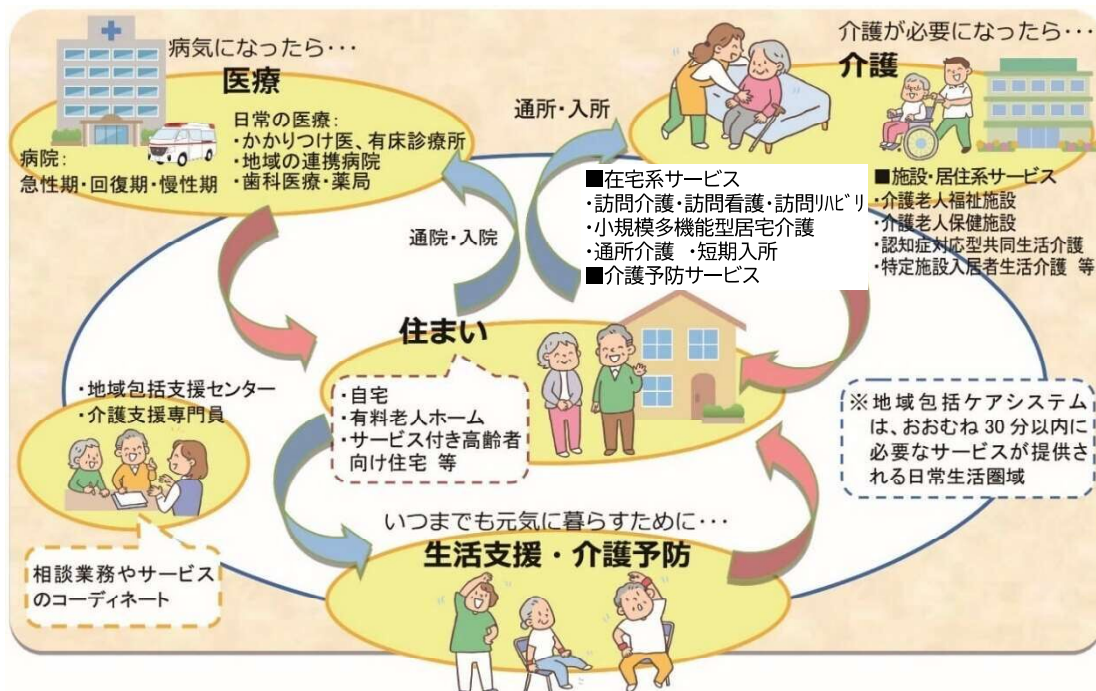 病気になったら・・・
医療
病院:
急性期・回復期・慢性期
日常の医療:
・かかりつけ医、有床診療所
・地域の連携病院
・歯科医療・薬局
通院・入院
通所・入所
介護が必要になったら・・・
介護
■在宅系サービス
・訪問介護・訪問看護・訪問ﾘﾊﾋﾞﾘ
・小規模多機能型居宅介護
・通所介護 ・短期入所
■介護予防サービス
■施設・居住系サービス
・介護老人福祉施設
・介護老人保健施設
・認知症対応型共同生活介護
・特定施設入居者生活介護 等
住まい
・自宅
・有料老人ホーム
・サービス付き高齢者
向け住宅 等
・地域包括支援センター
・介護支援専門員
相談業務やサービス
のコーディネート
※地域包括ケアシステム
は、おおむね30分以内に
必要なサービスが提供さ
れる日常生活圏域
いつまでも元気に暮らすために・・・
生活支援・介護予防